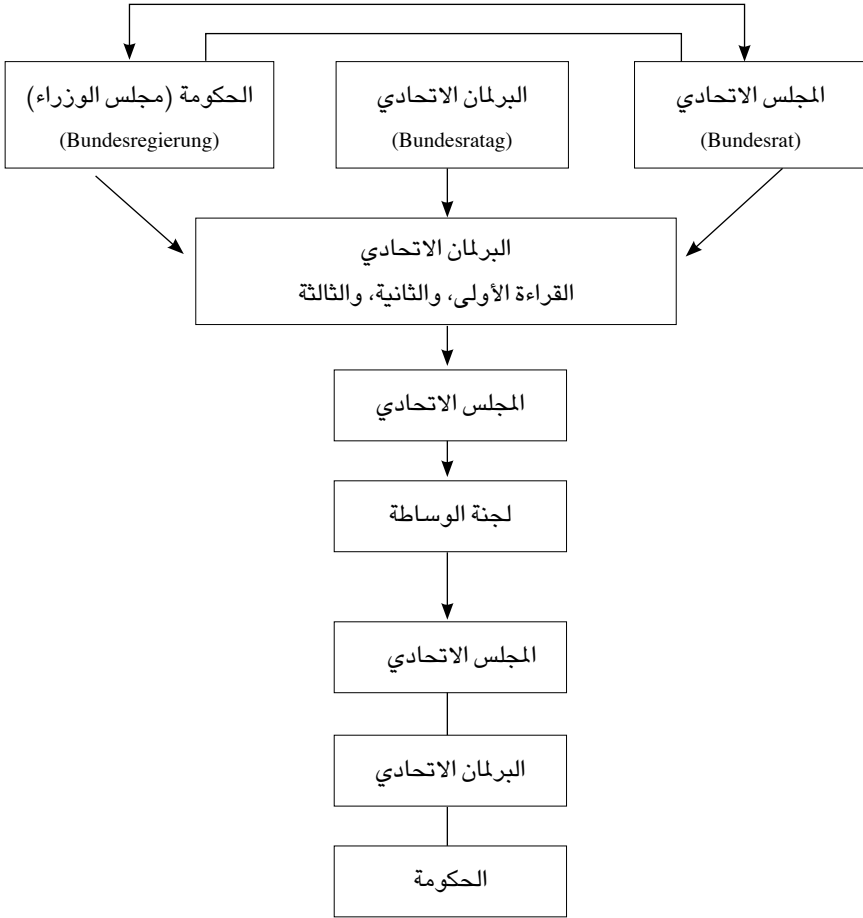 المجلس الاتحادي
(Bundesrat)
البرلمان الاتحادي
(Bundesratag)
الحكومة (مجلس الوزراء)
(Bundesregierung)
البرلمان الاتحادي
القراءة الأولى، والثانية، والثالثة
المجلس الاتحادي
لجنة الوساطة
المجلس الاتحادي
البرلمان الاتحادي
الحكومة